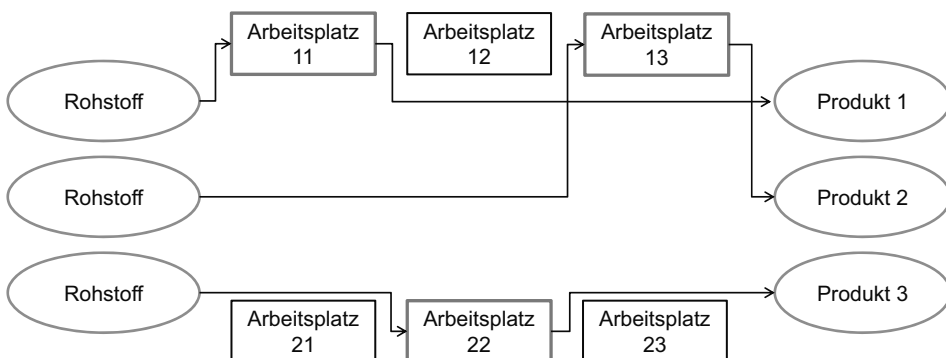 Arbeitsplatz
11
Arbeitsplatz
12
Arbeitsplatz
13
Rohstoff
Produkt 1
Rohstoff
Produkt 2
Rohstoff
Produkt 3
Arbeitsplatz
21
Arbeitsplatz
22
Arbeitsplatz
23